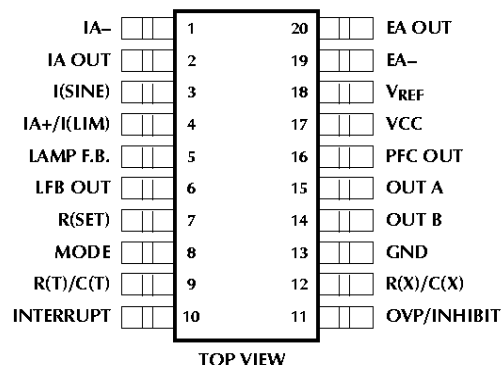 IA– 1 20 EA OUT
IA OUT 2 19 EA–
I(SINE) 3 18 VREF
IA+/I(LIM) 4 17 VCC
LAMP F.B. 5 16 PFC OUT
LFB OUT 6 15 OUT A
R(SET) 7 14 OUT B
MODE 8 13 GND
R(T)/C(T) 9 12 R(X)/C(X)
INTERRUPT 10 11 OVP/INHIBIT
TOP VIEW